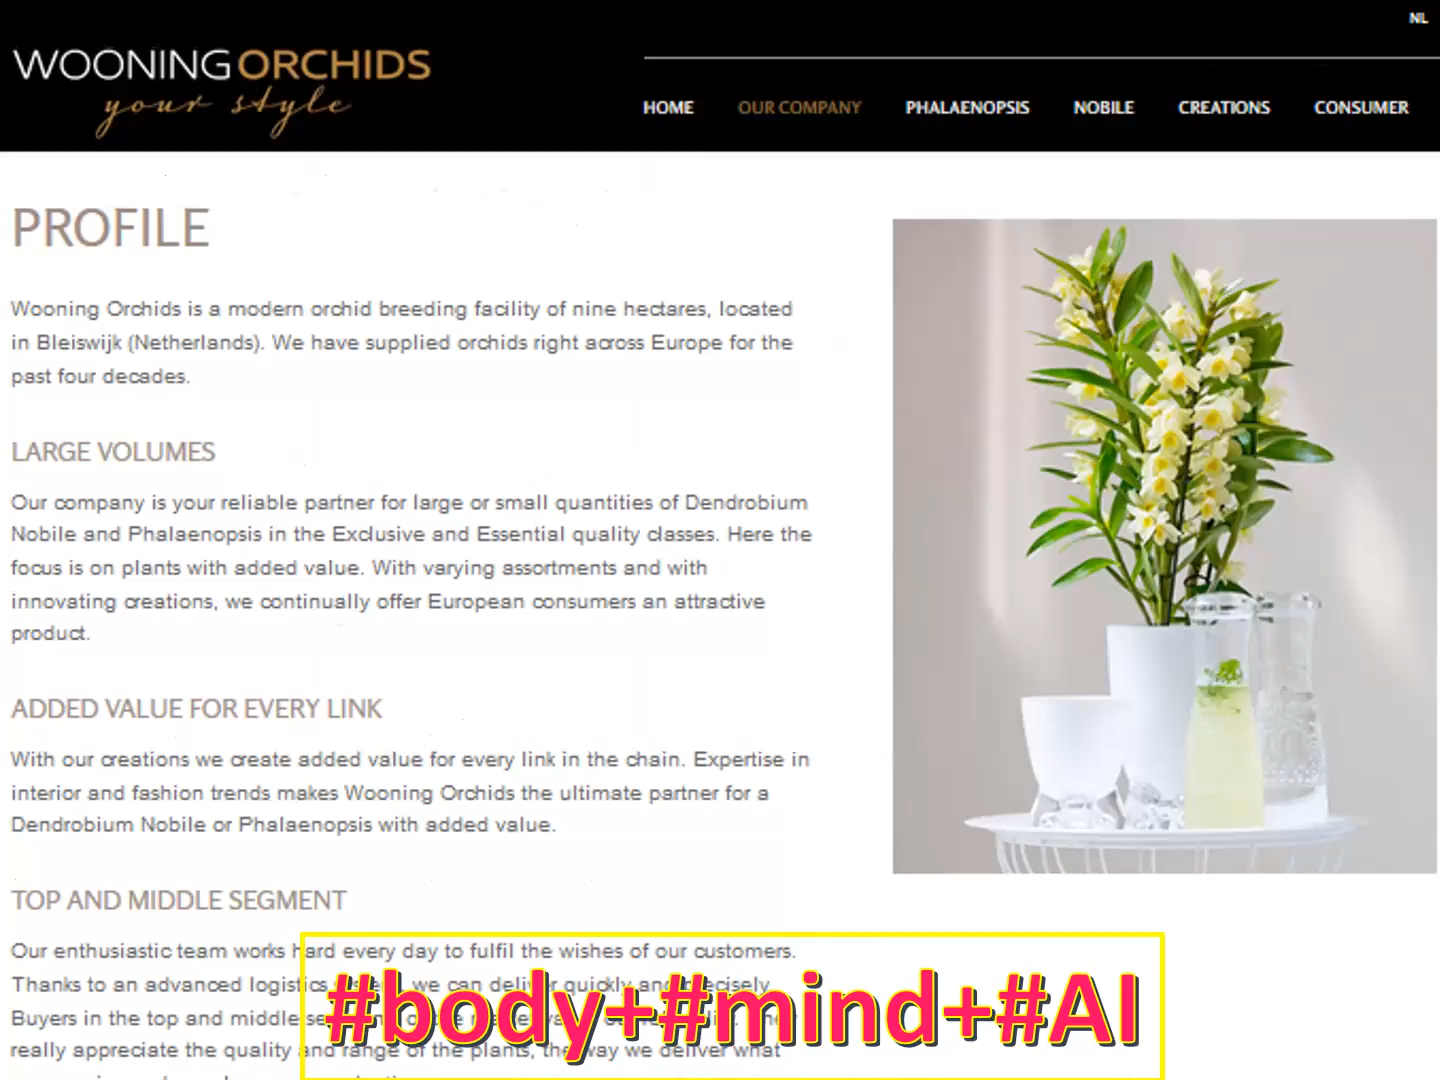 NL
WOONING ORCHIDS
your style
HOME OUR COMPANY PHALAENOPSIS NOBILE CREATIONS CONSUMER
PROFILE
Wooning Orchids is a modern orchid breeding facility of nine hectares, located
in Bleiswijk (Netherlands). We have supplied orchids right across Europe for the
past four decades.
LARGE VOLUMES
Our company is your reliable partner for large or small quantities of Dendrobium
Nobile and Phalaenopsis in the Exclusive and Essential quality classes. Here the
focus is on plants with added value. With varying assortments and with
innovating creations, we continually offer European consumers an attractive
product.
ADDED VALUE FOR EVERY LINK
With our creations we create added value for every link in the chain. Expertise in
interior and fashion trends makes Wooning Orchids the ultimate partner for a
Dendrobium Nobile or Phalaenopsis with added value.
TOP AND MIDDLE SEGMENT
Our enthusiastic team works hard every day to fulfil the wishes of our customers.
Thanks to an advanced logistics we can deliver quickly and precisely.
Buyers in the top and middle
really appreciate the quality and range of the plants, the way we deliver what
#body+#mind+#AI